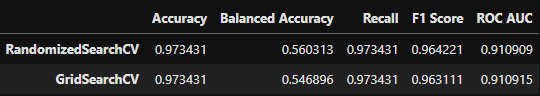 Accuracy Balanced Accuracy Recall F1 Score ROC AUC
RandomizedSearchCV 0.973431 0.560313 0.973431 0.964221 0.910909
GridSearchCV 0.973431 0.546896 0.973431 0.963111 0.910915